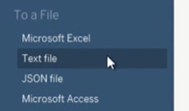 To a File
Microsoft Excel
Text file
JSON file
Microsoft Access